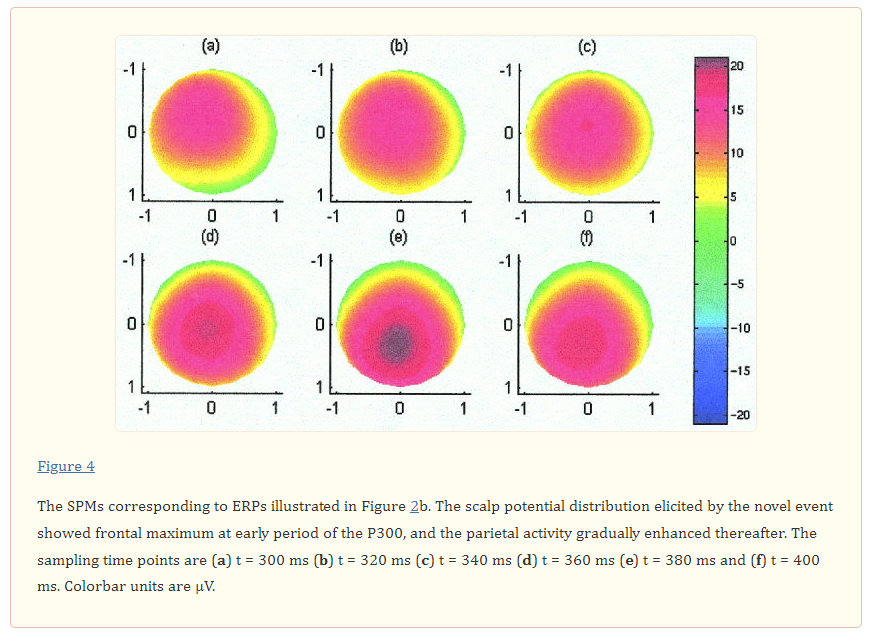 (a) (b) (c)
-1 -1 -1
0 0 0
1 1 1
-1 0 1 -1 0 1 -1 0 1
(d) (e) (f)
-1 -1 -1
0 0 0
1 1 1
-1 0 1 -1 0 1 -1 0 1
20
15
10
5
0
-5
-10
-15
-20
Figure 4
The SPMs corresponding to ERPs illustrated in Figure 2b. The scalp potential distribution elicited by the novel event
showed frontal maximum at early period of the P300, and the parietal activity gradually enhanced thereafter. The
sampling time points are (a) t = 300 ms (b) t = 320 ms (c) t = 340 ms (d) t = 360 ms (e) t = 380 ms and (f) t = 400
ms. Colorbar units are μV.